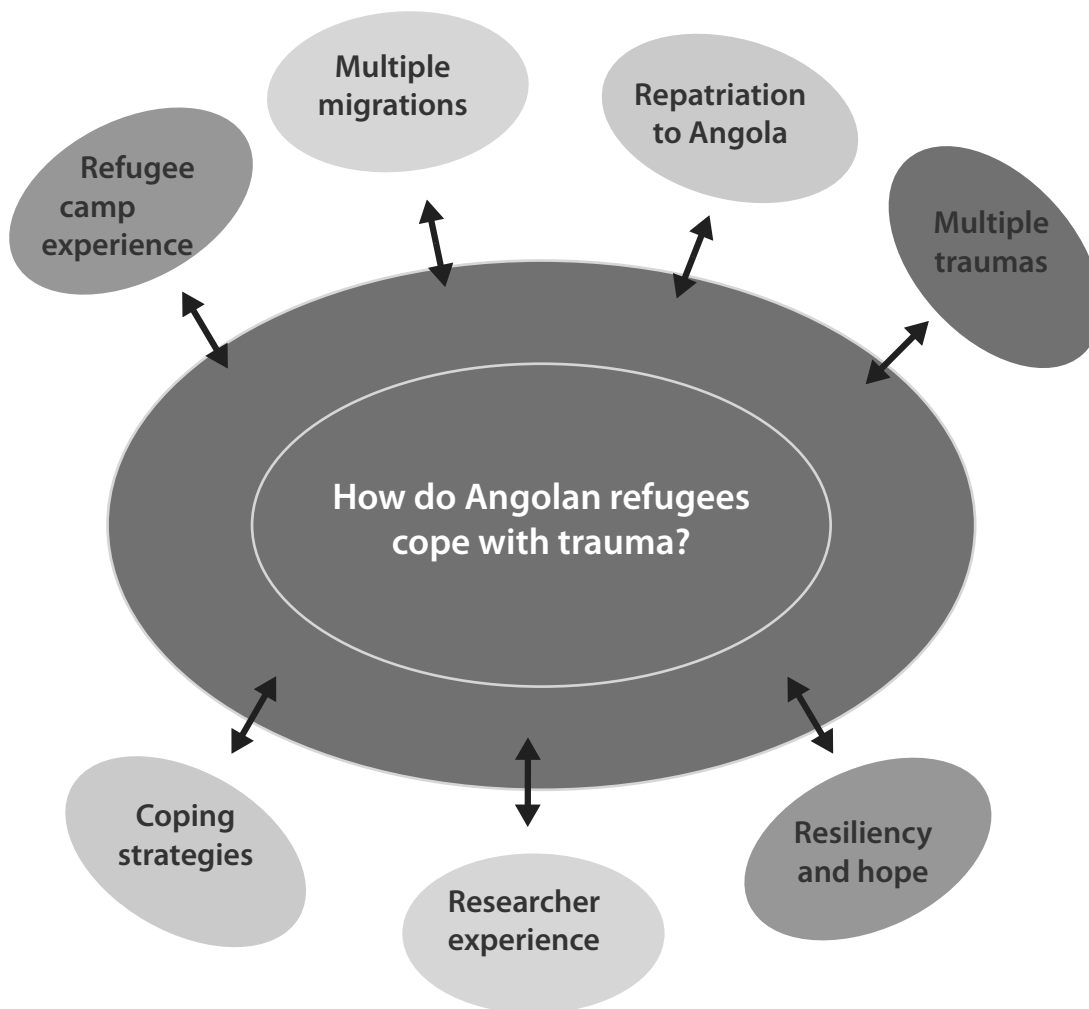 Multiple
migrations
Repatriation
to Angola
Refugee
camp
experience
Multiple
traumas
How do Angolan refugees
cope with trauma?
Coping
strategies
Researcher
experience
Resiliency
and hope